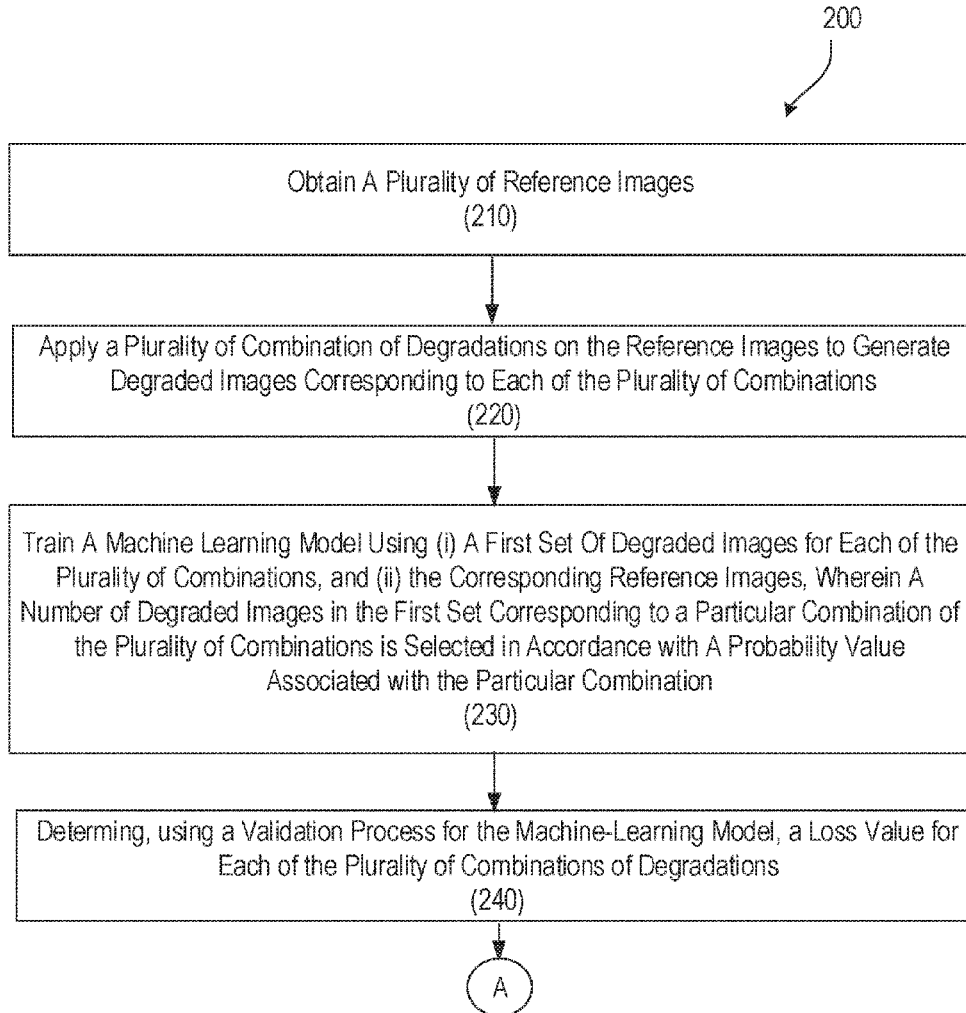 200
Obtain A Plurality of Reference Images
(210)
Apply a Plurality of Combination of Degradations on the Reference Images to Generate
Degraded Images Corresponding to Each of the Plurality of Combinations
(220)
Train A Machine Learning Model Using (i) A First Set Of Degraded Images for Each of the
Plurality of Combinations, and (ii) the Corresponding Reference Images, Wherein A
Number of Degraded Images in the First Set Corresponding to a Particular Combination of
the Plurality of Combinations is Selected in Accordance with A Probability Value
Associated with the Particular Combination
(230)
Determing, using a Validation Process for the Machine-Learning Model, a Loss Value for
Each of the Plurality of Combinations of Degradations
(240)
A